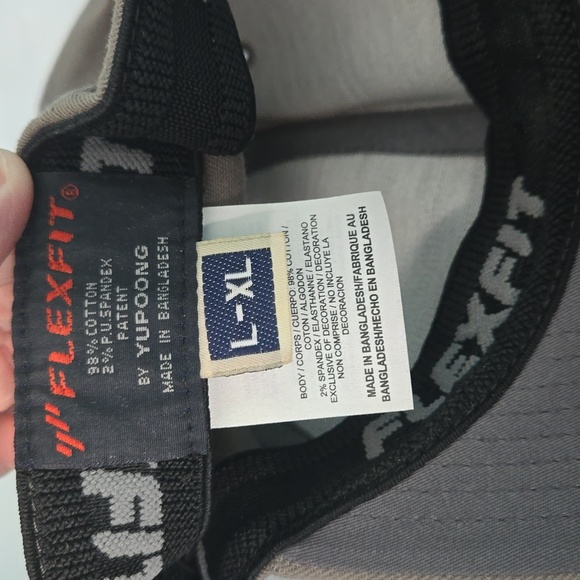 FLEXFIT®
98% COTTON
2% P.U.SPANDEX
PATENT
BY YUPOONG
MADE IN BANGLADESH
L-XL
BODY / CORPS / CUERPO: 98% COTTON /
COTON / ALGODON
2% SPANDEX / ELASTHANNE / ELASTANO
EXCLUSIVE OF DECORATION / DECORATION
NON COMPRISE / NO INCLUYE LA
DECORACION
MADE IN BANGLADESH/FABRIQUE AU
BANGLADESH/HECHO EN BANGLADESH
FLEXFIT